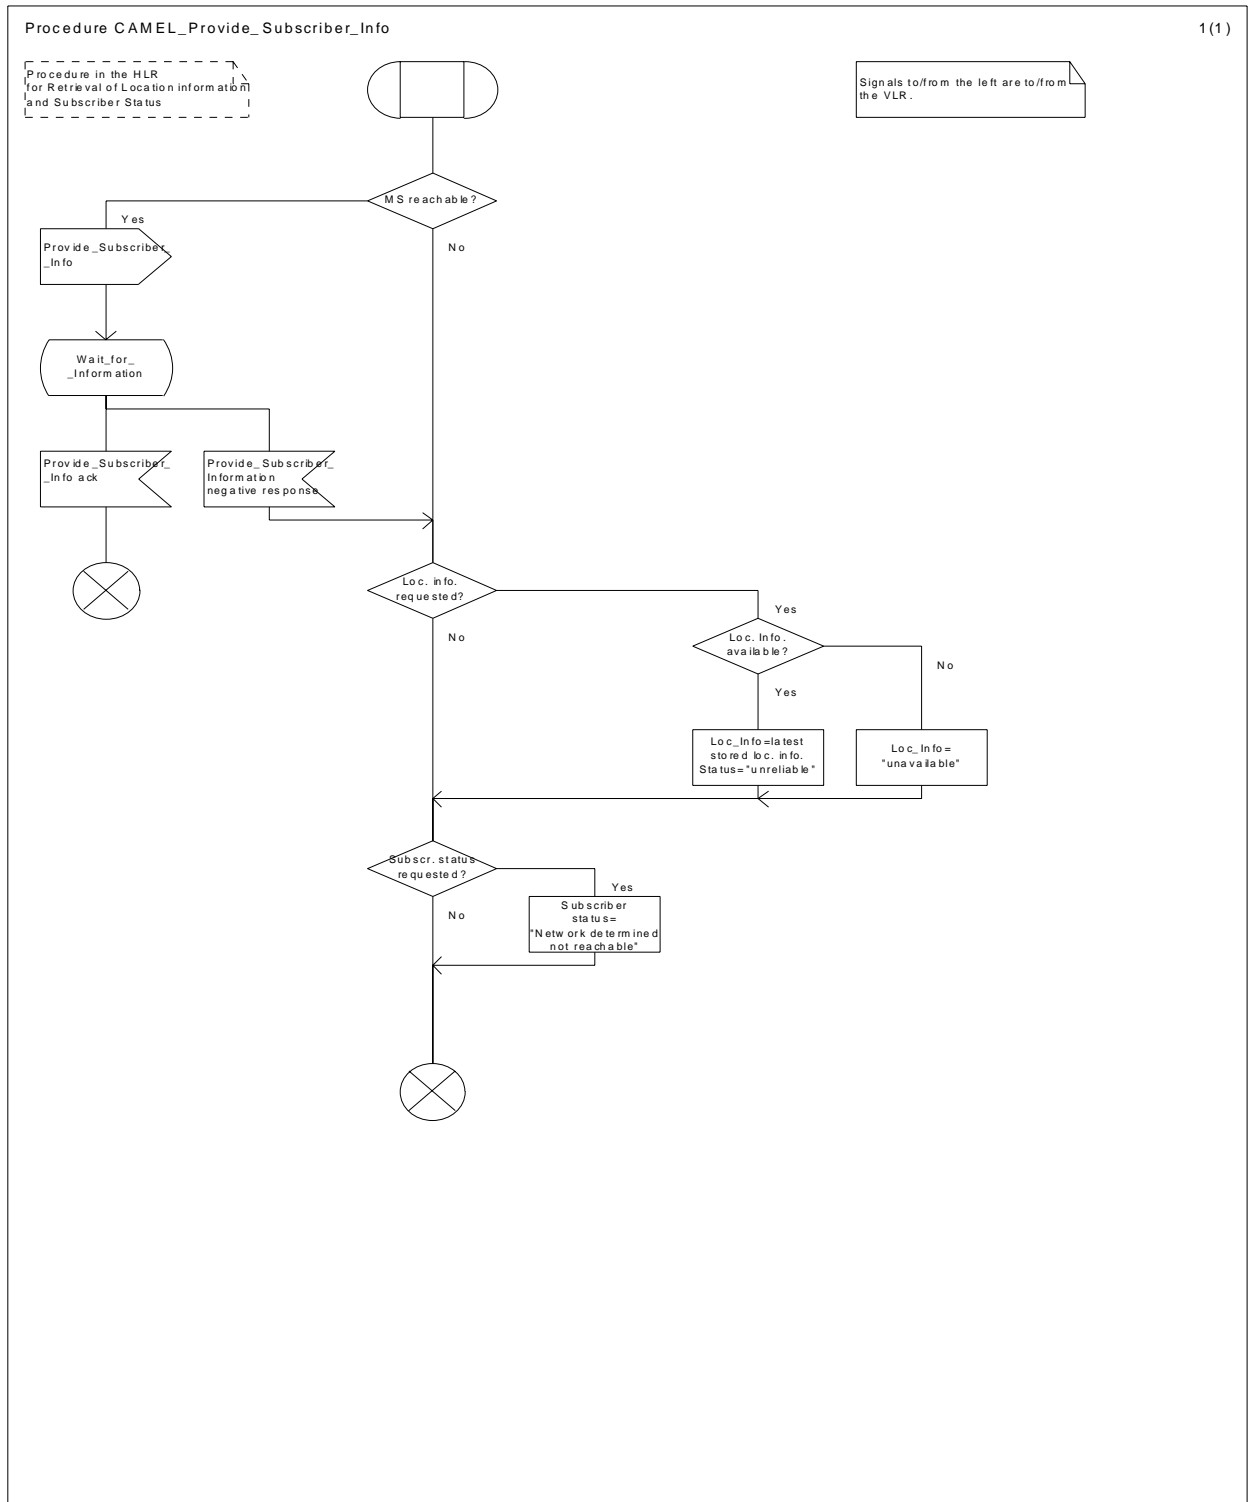 Procedure CAMEL_Provide_Subscriber_Info
1(1)
Procedure in the HLR
for Retrieval of Location information
and Subscriber Status
Signals to/from the left are to/from
the VLR.
MS reachable?
Yes
No
Provide_Subscriber_
_Info
Wait_for_
_Information
Provide_Subscriber_
_Info ack
Provide_Subscriber_
Information
negative response
Loc. info.
requested?
Yes
No
Loc. Info.
available?
No
Yes
Loc_Info=latest
stored loc. info.
Status="unreliable"
Loc_Info=
"unavailable"
Subscr. status
requested?
Yes
No
Subscriber
status=
"Network determined
not reachable"